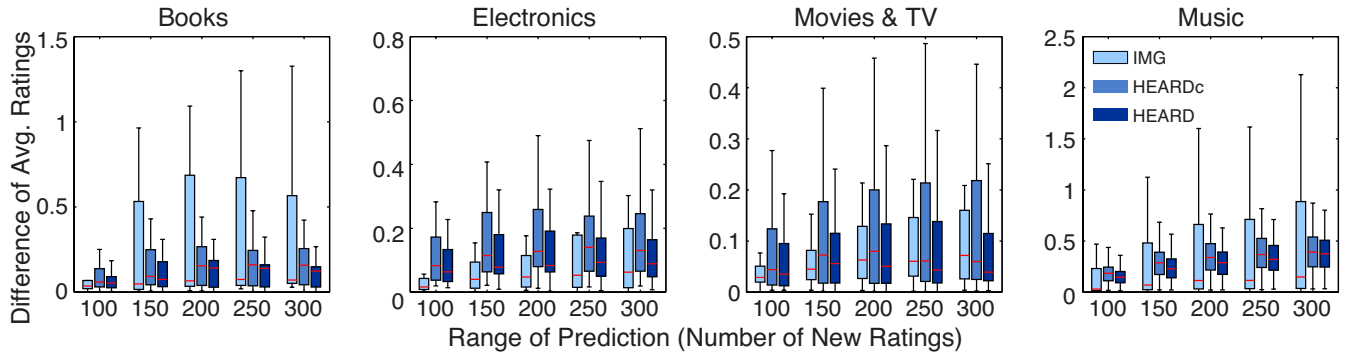 Books
Electronics
Movies & TV
Music
Difference of Avg. Ratings
1.5
1
0.5
0
100 150 200 250 300
0.8
0.6
0.4
0.2
0
100 150 200 250 300
0.5
0.4
0.3
0.2
0.1
0
100 150 200 250 300
2.5
2
1.5
1
0.5
0
100 150 200 250 300
IMG
HEARDc
HEARD
Range of Prediction (Number of New Ratings)